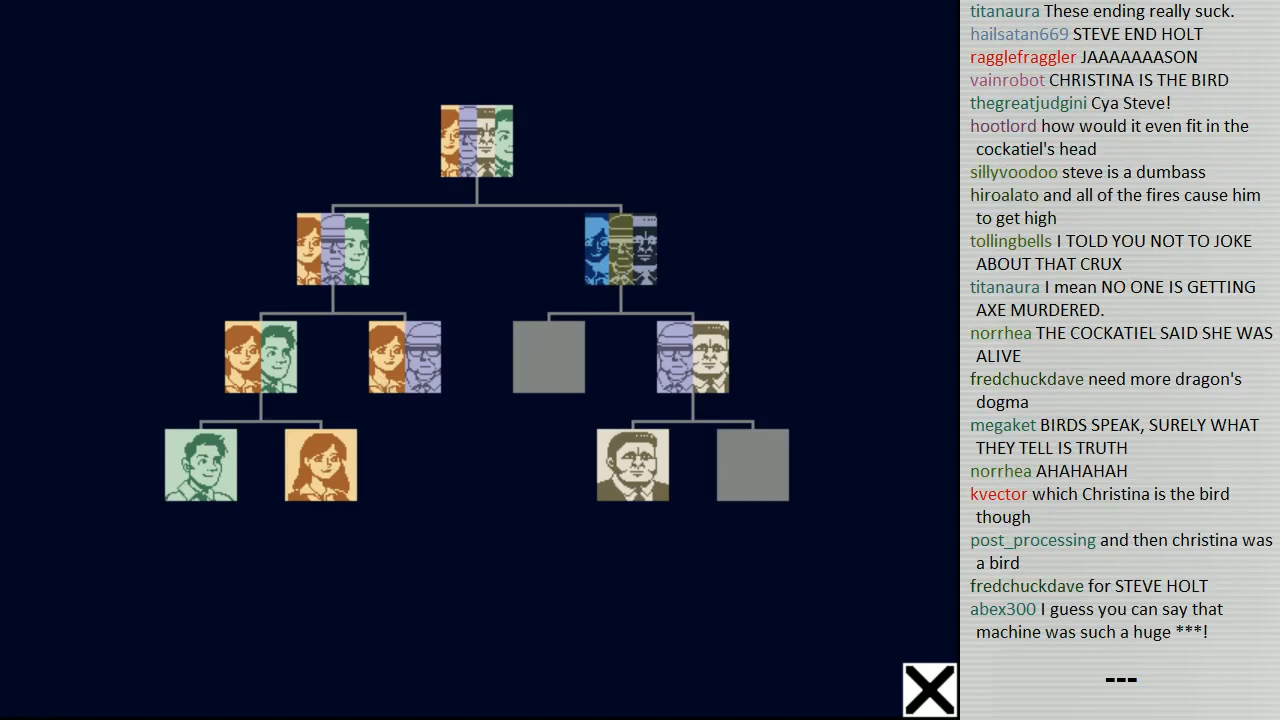 titanaura These ending really suck.
hailsatan669 STEVE END HOLT
ragglefraggler JAAAAAAASON
vainrobot CHRISTINA IS THE BIRD
thegreatjudgini Cya Steve!
hootlord how would it even fit in the
cockatiel's head
sillyvoodoo steve is a dumbass
hiroalato and all of the fires cause him
to get high
tollingbells I TOLD YOU NOT TO JOKE
ABOUT THAT CRUX
titanaura I mean NO ONE IS GETTING
AXE MURDERED.
norrhea THE COCKATIEL SAID SHE WAS
ALIVE
fredchuckdave need more dragon's
dogma
megaket BIRDS SPEAK, SURELY WHAT
THEY TELL IS TRUTH
norrhea AHAHAHAH
kvector which Christina is the bird
though
post_processing and then christina was
a bird
fredchuckdave for STEVE HOLT
abex300 I guess you can say that
machine was such a huge ***!
---